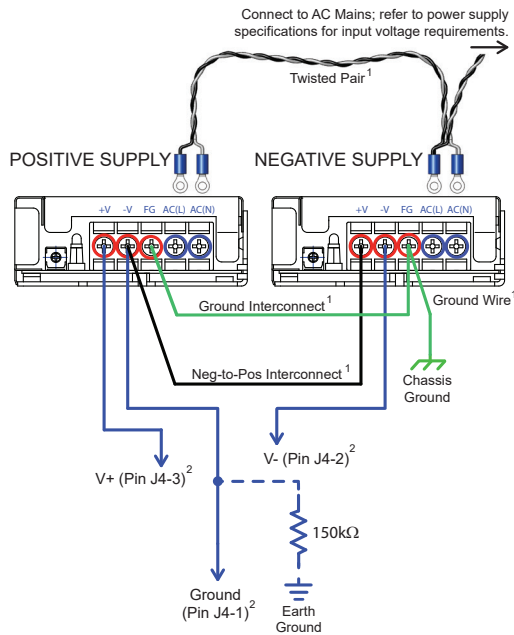 Connect to AC Mains; refer to power supply
specifications for input voltage requirements.
Twisted Pair¹
POSITIVE SUPPLY
NEGATIVE SUPPLY
+V -V FG AC(L) AC(N)
+V -V FG AC(L) AC(N)
Ground Interconnect¹
Ground Wire¹
Neg-to-Pos Interconnect¹
Chassis
Ground
V- (Pin J4-2)²
V+ (Pin J4-3)²
150kΩ
Ground
(Pin J4-1)²
Earth
Ground